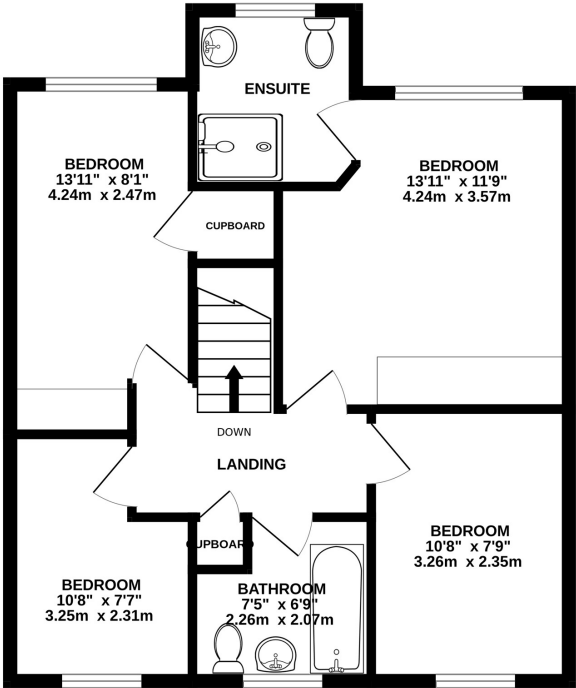 ENSUITE
BEDROOM
13'11" x 8'1"
4.24m x 2.47m
BEDROOM
13'11" x 11'9"
4.24m x 3.57m
CUPBOARD
DOWN
LANDING
CUPBOARD
BEDROOM
10'8" x 7'9"
3.26m x 2.35m
BEDROOM
10'8" x 7'7"
3.25m x 2.31m
BATHROOM
7'5" x 6'9"
2.26m x 2.07m